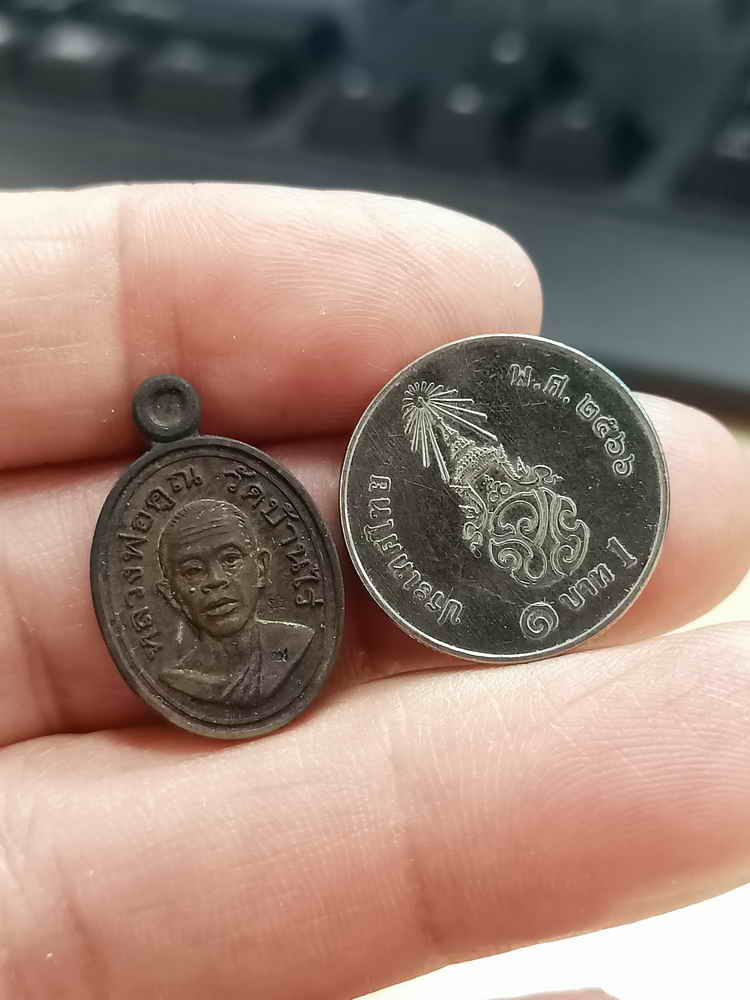 หลวงพ่อคูณ วัดบ้านไร่
พ.ศ. ๒๕๖๖
ประเทศไทย
๑ บาท 1